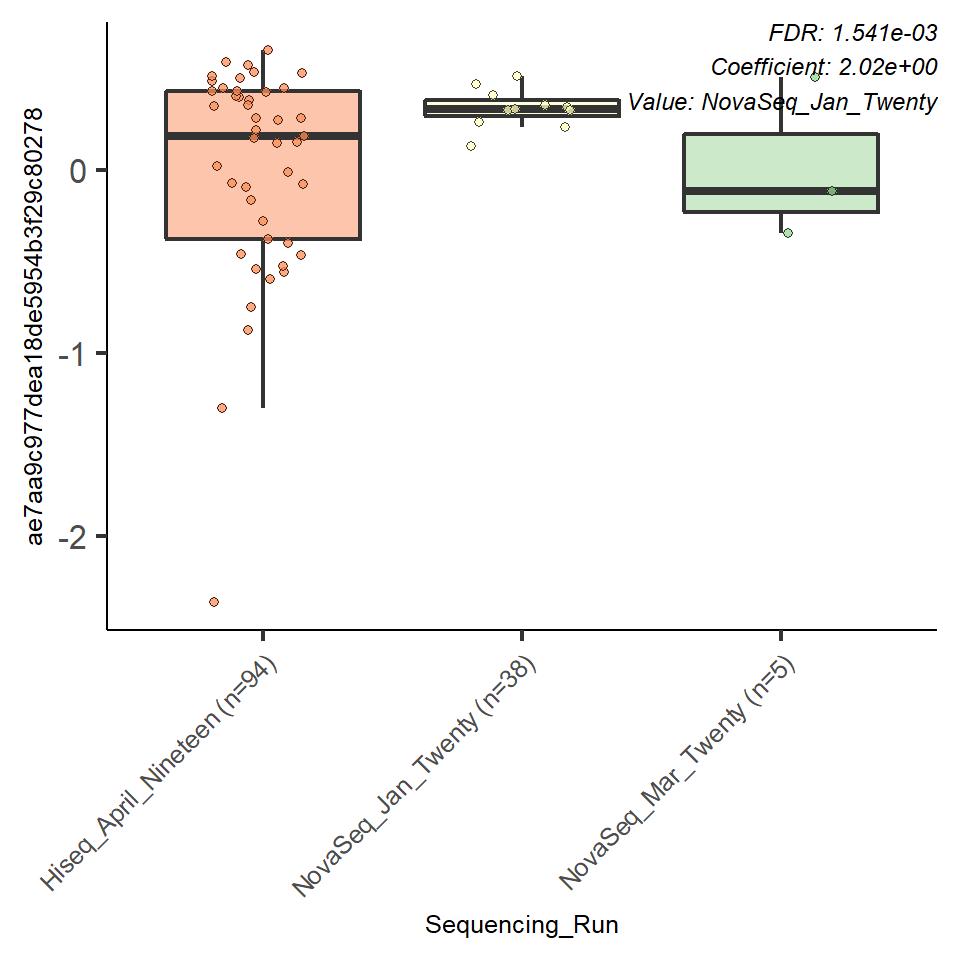 FDR: 1.541e-03
Coefficient: 2.02e+00
Value: NovaSeq_Jan_Twenty
ae7aa9c977dea18de5954b3f29c80278
0
-1
-2
Hiseq_April_Nineteen (n=94)
NovaSeq_Jan_Twenty (n=38)
NovaSeq_Mar_Twenty (n=5)
Sequencing_Run